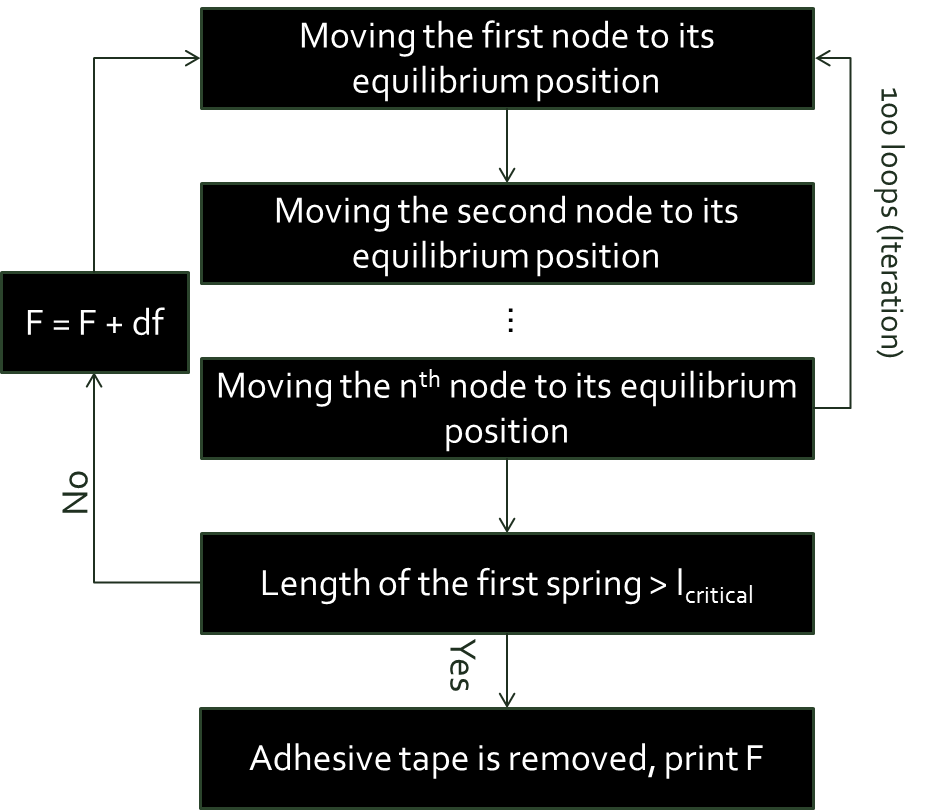 Moving the first node to its
equilibrium position
100 loops (Iteration)
Moving the second node to its
equilibrium position
F = F + df
⋮
Moving the nth node to its equilibrium
position
No
Length of the first spring > lcritical
Yes
Adhesive tape is removed, print F